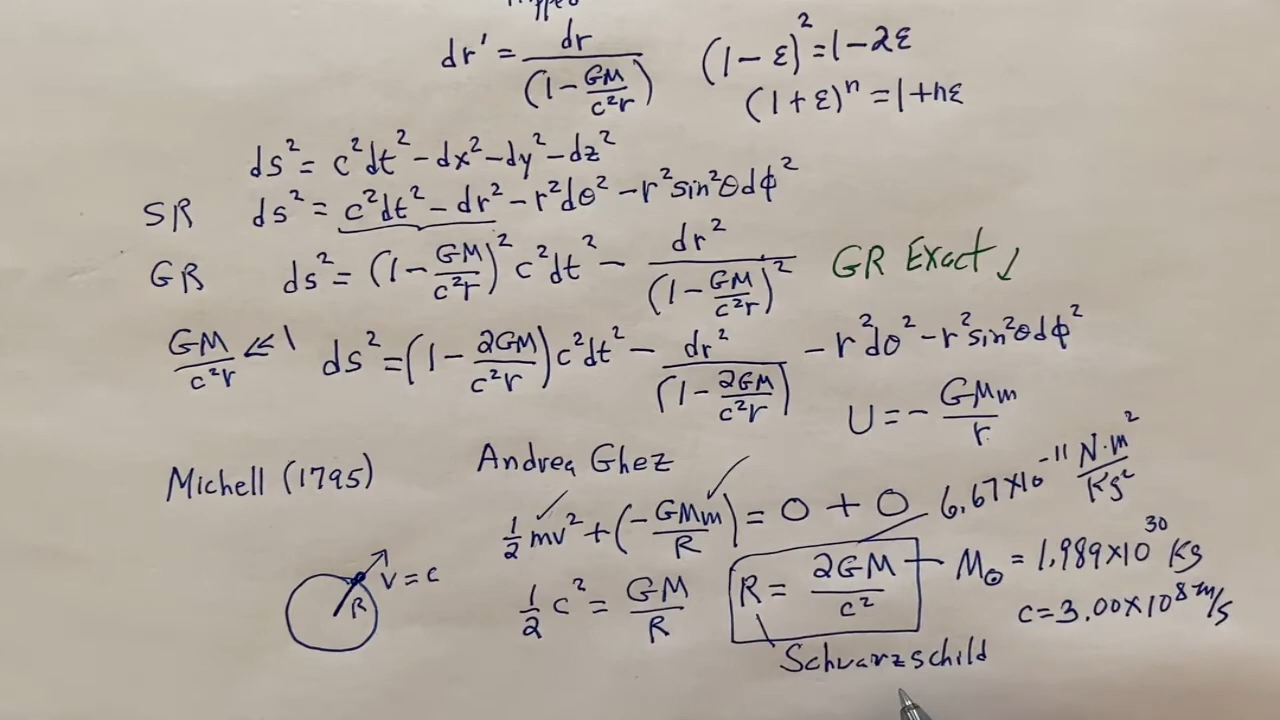 dr' = dr/(1 - GM/c²r) (1 - ε)² = 1 - 2ε
(1 + ε)ⁿ = 1 + nε
ds² = c²dt² - dx² - dy² - dz²
SR ds² = c²dt² - dr² - r²dθ² - r²sin²θdϕ²
GR ds² = (1 - GM/c²r)² c²dt² - dr²/(1 - GM/c²r)² GR Exact ↓
GM/c²r << 1 ds² = (1 - 2GM/c²r) c²dt² - dr²/(1 - 2GM/c²r) - r²dθ² - r²sin²θdϕ²
U = - GMm/r
Michell (1795) Andrea Ghez
½mv² + (-GMm/R) = 0 + 0 6.67×10⁻¹¹ N·m²/Kg²
V = c
R
½c² = GM/R R = 2GM/c² M⊙ = 1.989×10³⁰ Kg
c = 3.00×10⁸ m/s
Schwarzschild